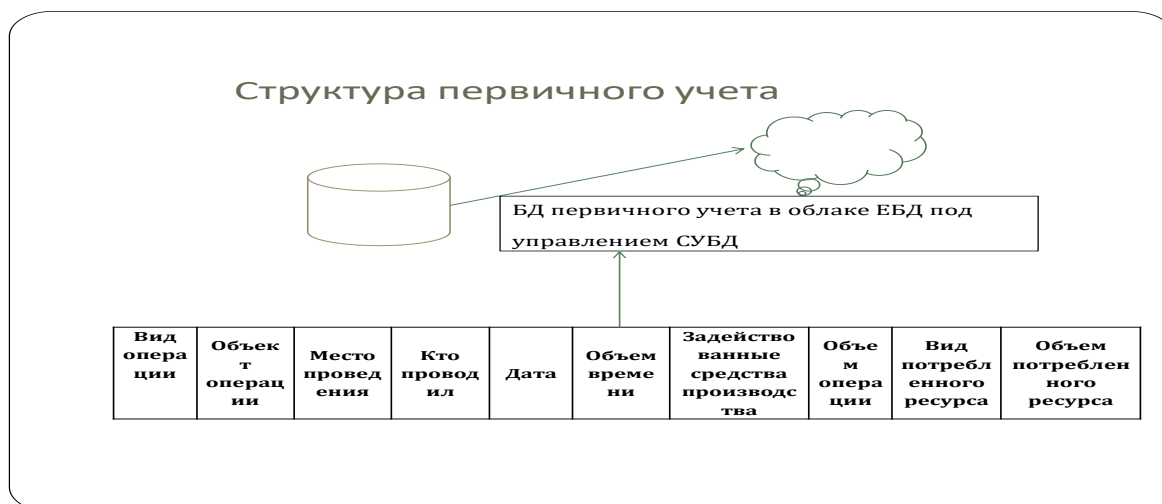 Структура первичного учета
БД первичного учета в облаке ЕБД под
управлением СУБД
Вид
опера
ции
Объек
т
операц
ии
Место
провед
ения
Кто
провод
ил
Дата
Объем
време
ни
Задейство
ванные
средства
производс
тва
Объе
м
опера
ции
Вид
потребл
енного
ресурса
Объем
потреблен
ного
ресурса